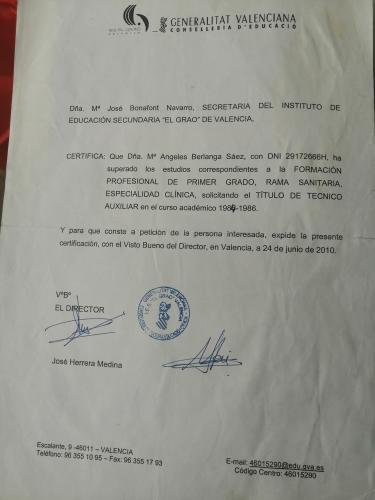 GENERALITAT VALENCIANA
CONSELLERIA D'EDUCACIÓ
Dña. Mª José Bonafont Navarro, SECRETARIA DEL INSTITUTO DE
EDUCACIÓN SECUNDARIA "EL GRAO" DE VALENCIA.
CERTIFICA: Que Dña. Mª Angeles Berlanga Sáez, con DNI 29172666H, ha
superado los estudios correspondientes a la FORMACIÓN
PROFESIONAL DE PRIMER GRADO, RAMA SANITARIA,
ESPECIALIDAD CLÍNICA, solicitando el TÍTULO DE TECNICO
AUXILIAR en el curso académico 1984-1986.
Y para que conste a petición de la persona interesada, expide la presente
certificación, con el Visto Bueno del Director, en Valencia, a 24 de junio de 2010.
VºBº
EL DIRECTOR
José Herrera Medina
Escalante, 9 -46011 – VALENCIA
Teléfono: 96 355 10 95 – Fax: 96 355 17 93
E-mail: 46015290@edu.gva.es
Código Centro: 46015290